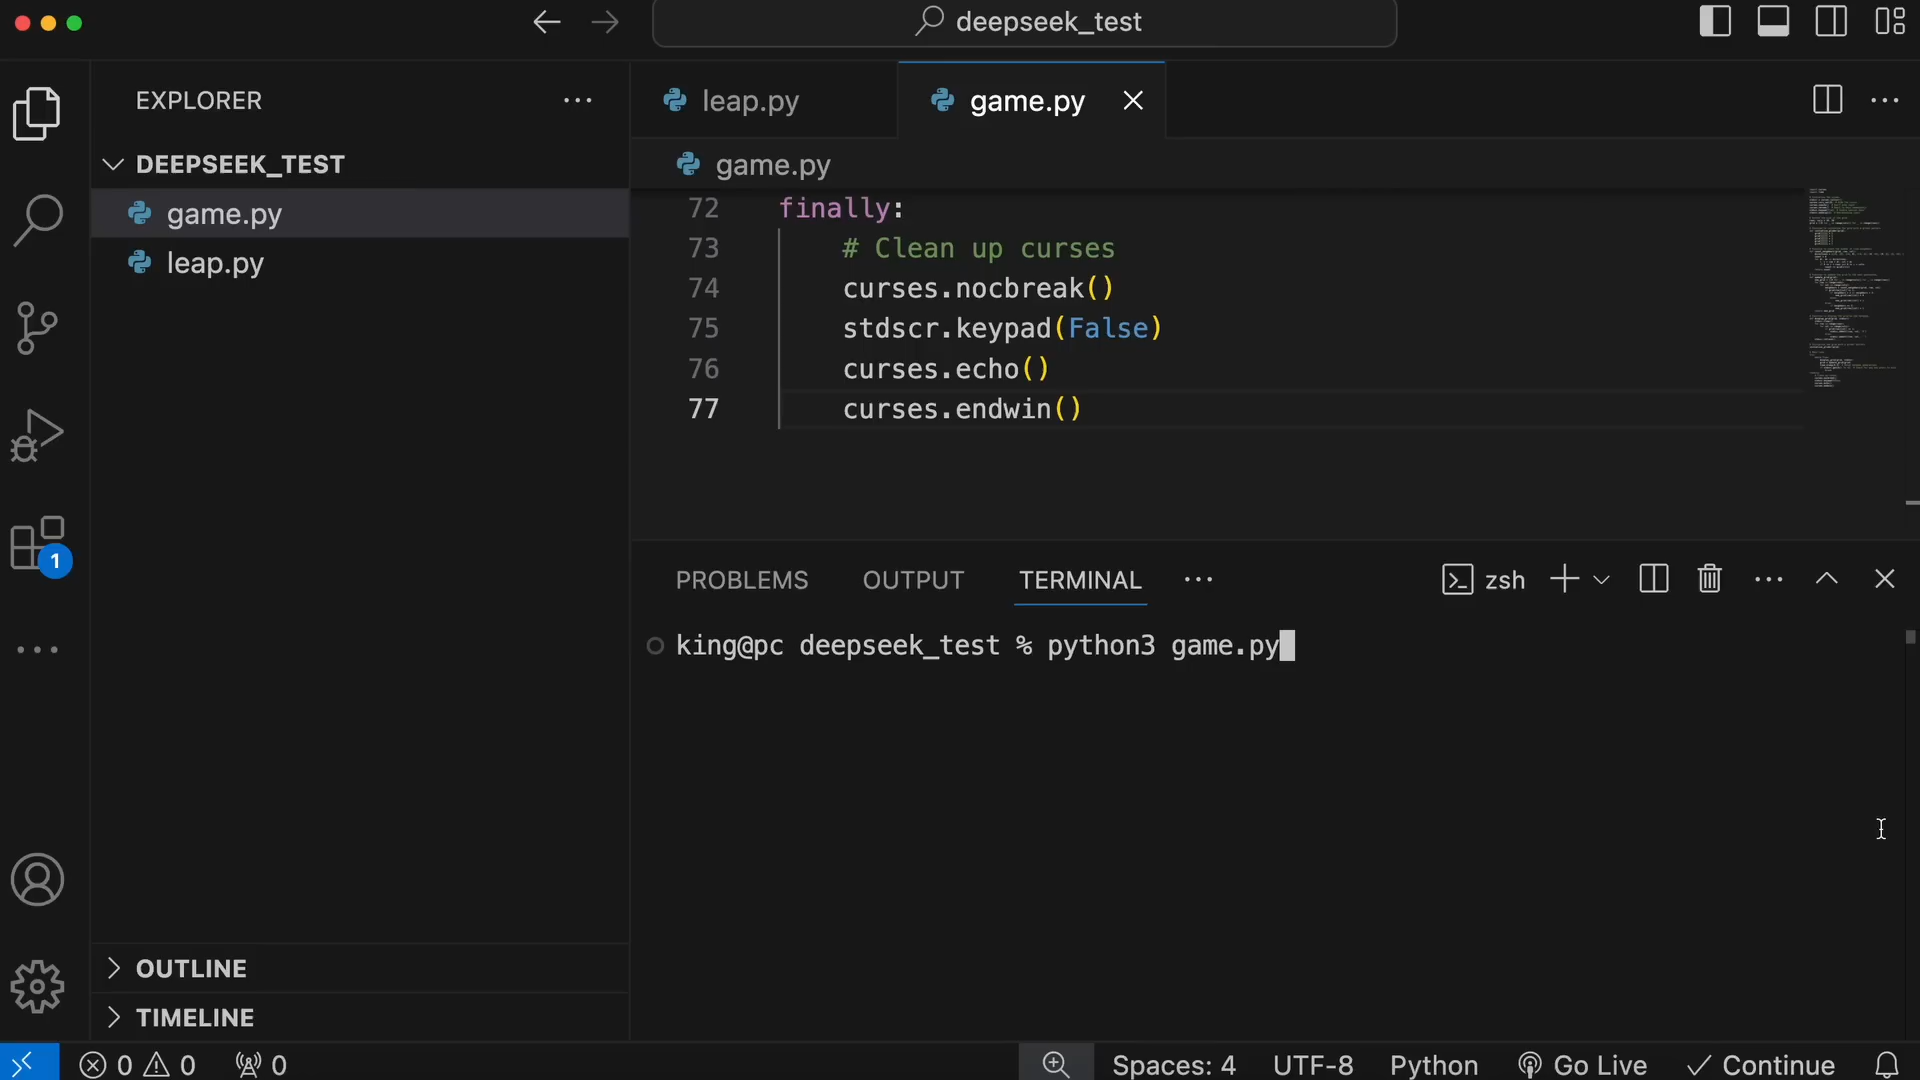 deepseek_test
EXPLORER
DEEPSEEK_TEST
game.py
leap.py
OUTLINE
TIMELINE
leap.py
game.py
game.py
72 finally:
73 # Clean up curses
74 curses.nocbreak()
75 stdscr.keypad(False)
76 curses.echo()
77 curses.endwin()
PROBLEMS OUTPUT TERMINAL zsh
king@pc deepseek_test % python3 game.py
1
0 0 0 Spaces: 4 UTF-8 Python Go Live Continue